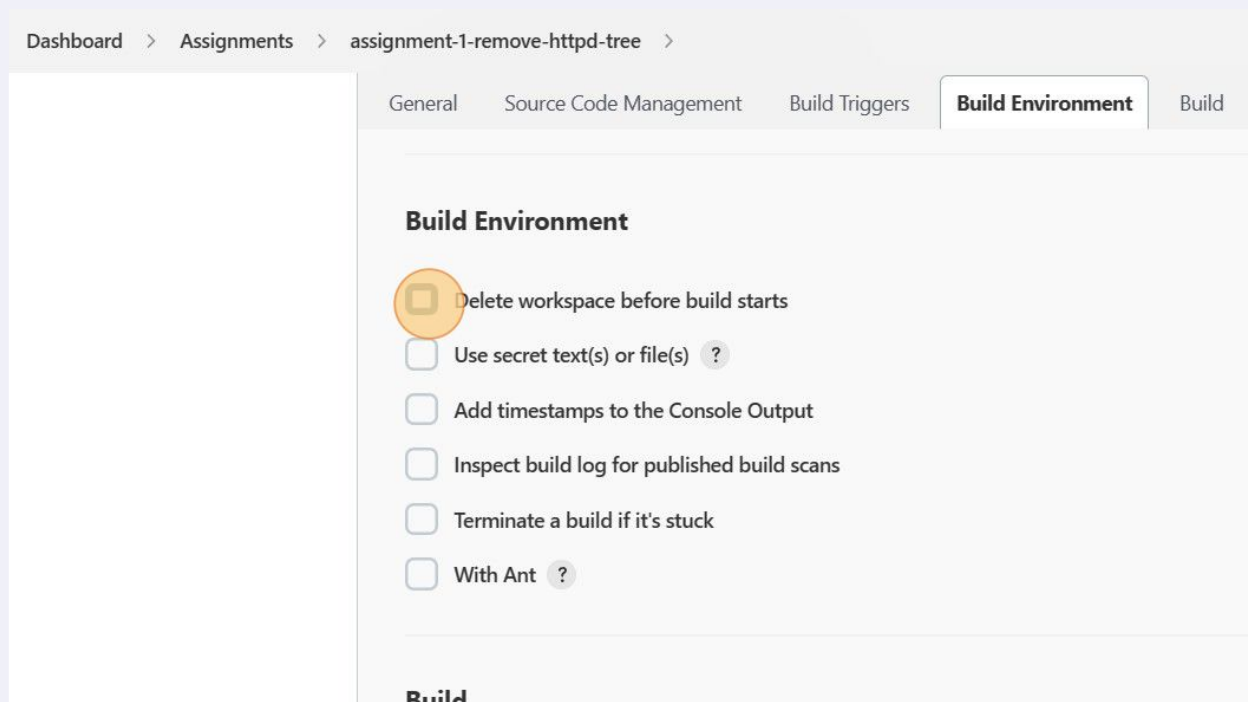 Dashboard > Assignments > assignment-1-remove-httpd-tree >
General Source Code Management Build Triggers Build Environment Build
Build Environment
Delete workspace before build starts
Use secret text(s) or file(s) ?
Add timestamps to the Console Output
Inspect build log for published build scans
Terminate a build if it's stuck
With Ant ?
Build